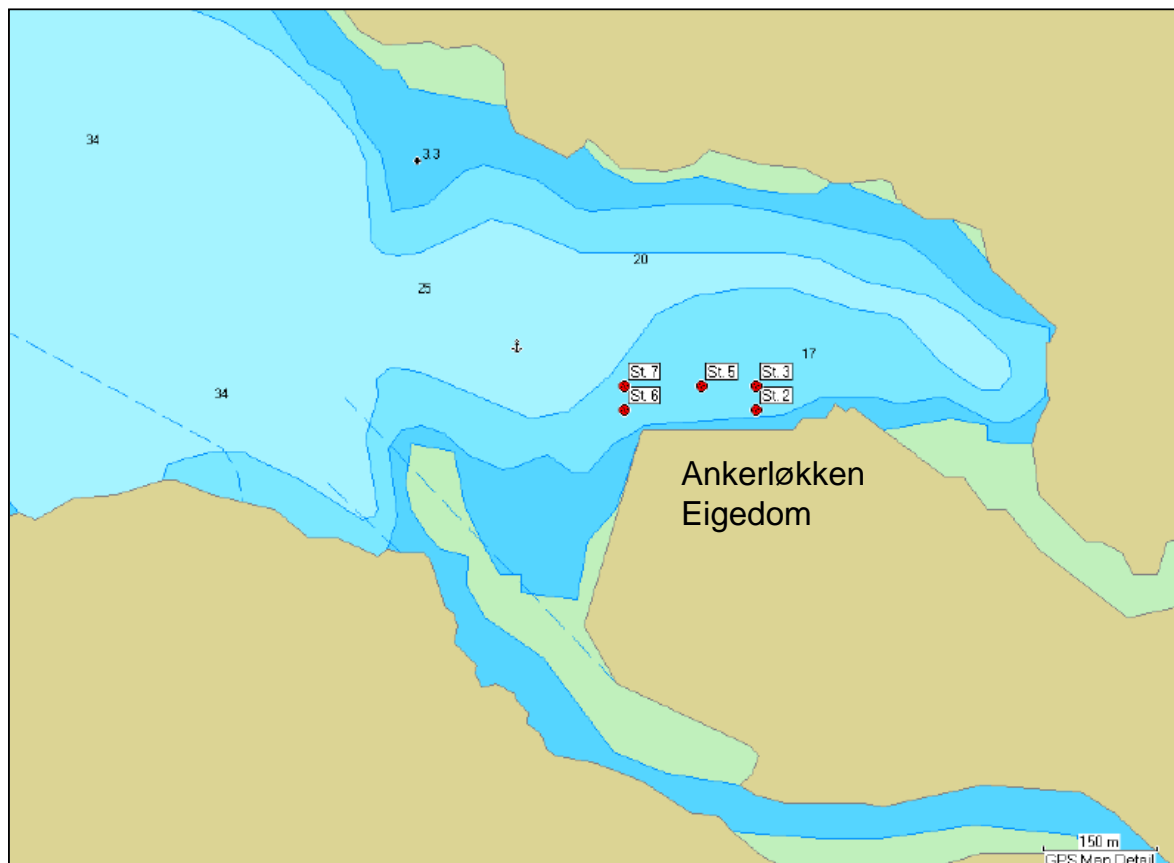 34
3.3
20
25
17
St. 7
St. 5
St. 3
34
St. 6
St. 2
Ankerløkken
Eigedom
150 m
GPS Map Detail